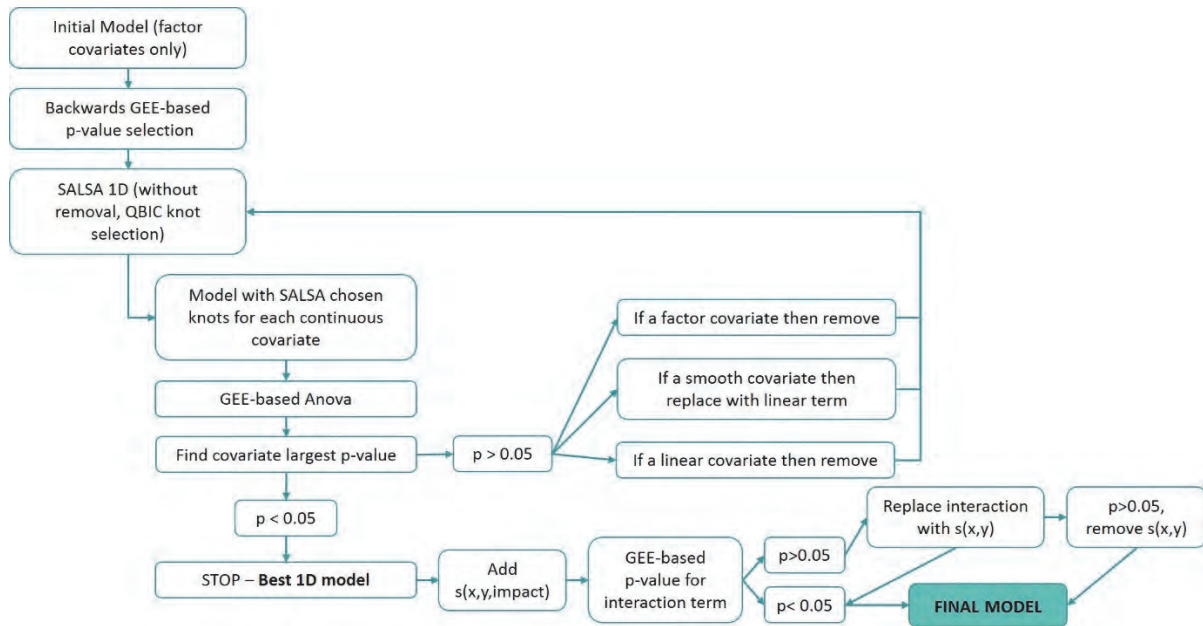 Initial Model (factor
covariates only)
Backwards GEE-based
p-value selection
SALSA 1D (without
removal, QBIC knot
selection)
Model with SALSA chosen
knots for each continuous
covariate
GEE-based Anova
Find covariate largest p-value
p > 0.05
If a factor covariate then remove
If a smooth covariate then
replace with linear term
If a linear covariate then remove
p < 0.05
STOP – Best 1D model
Add
s(x,y,impact)
GEE-based
p-value for
interaction term
p>0.05
p< 0.05
Replace interaction
with s(x,y)
p>0.05,
remove s(x,y)
FINAL MODEL